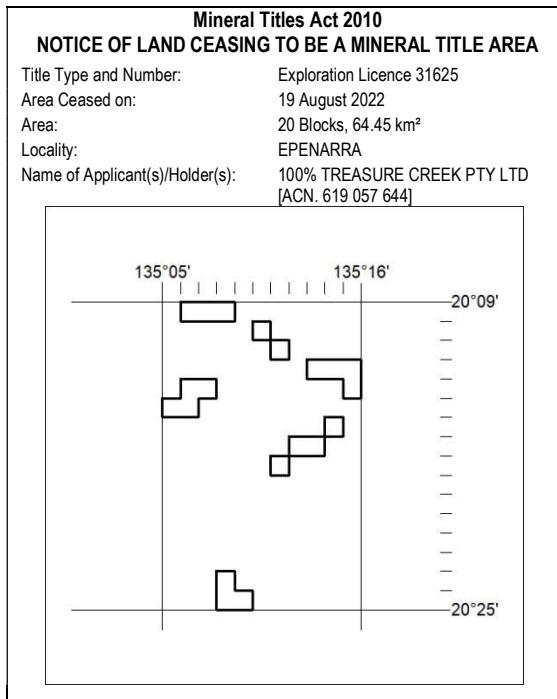 Mineral Titles Act 2010
NOTICE OF LAND CEASING TO BE A MINERAL TITLE AREA
Title Type and Number: Exploration Licence 31625
Area Ceased on: 19 August 2022
Area: 20 Blocks, 64.45 km²
Locality: EPENARRA
Name of Applicant(s)/Holder(s): 100% TREASURE CREEK PTY LTD
[ACN. 619 057 644]
135°05' 135°16'
20°09'
20°25'